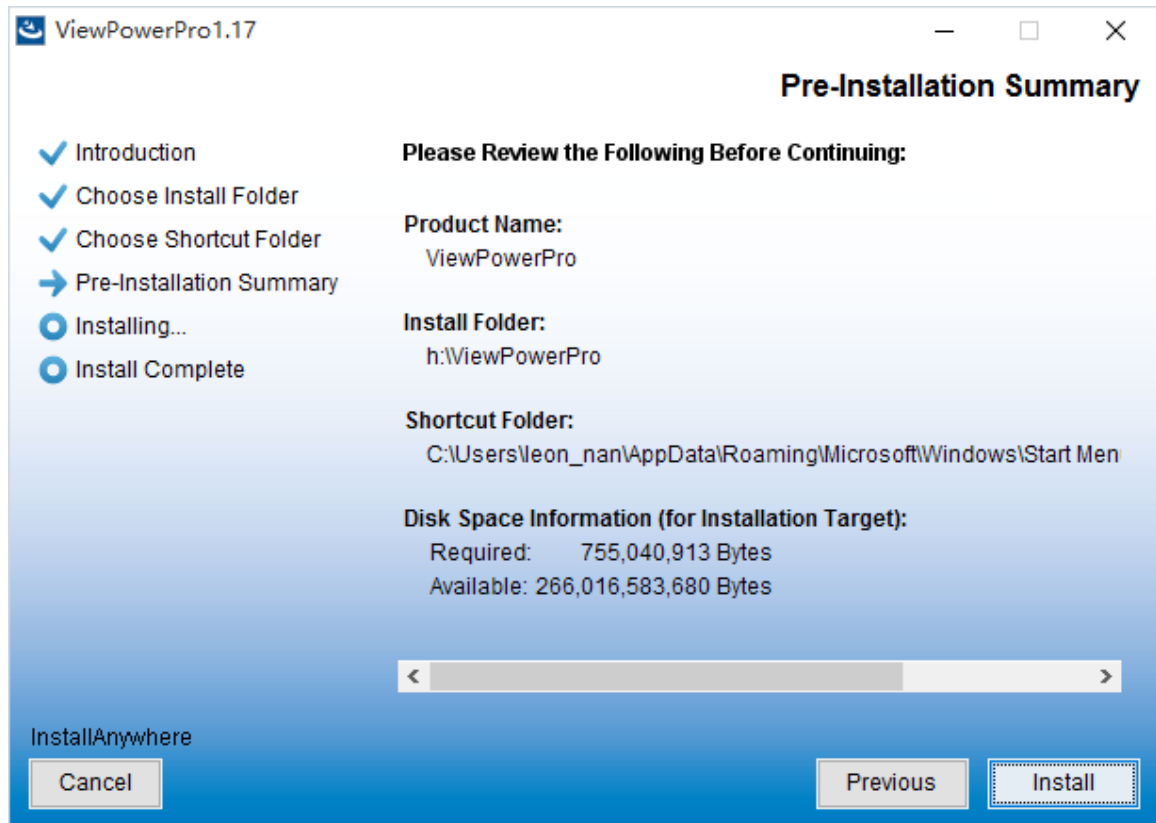 ViewPowerPro1.17
Pre-Installation Summary
Introduction
Choose Install Folder
Choose Shortcut Folder
Pre-Installation Summary
Installing...
Install Complete
Please Review the Following Before Continuing:
Product Name:
ViewPowerPro
Install Folder:
h:\ViewPowerPro
Shortcut Folder:
C:\Users\leon_nan\AppData\Roaming\Microsoft\Windows\Start Men
Disk Space Information (for Installation Target):
Required: 755,040,913 Bytes
Available: 266,016,583,680 Bytes
InstallAnywhere
Cancel
Previous
Install